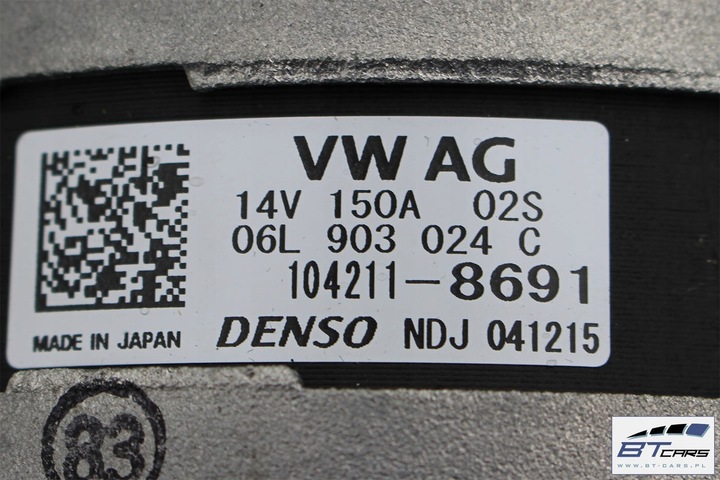 VW AG
14V 150A 02S
06L 903 024 C
104211-8691
MADE IN JAPAN DENSO NDJ 041215
83
BT CARS
WWW.BT-CARS.PL